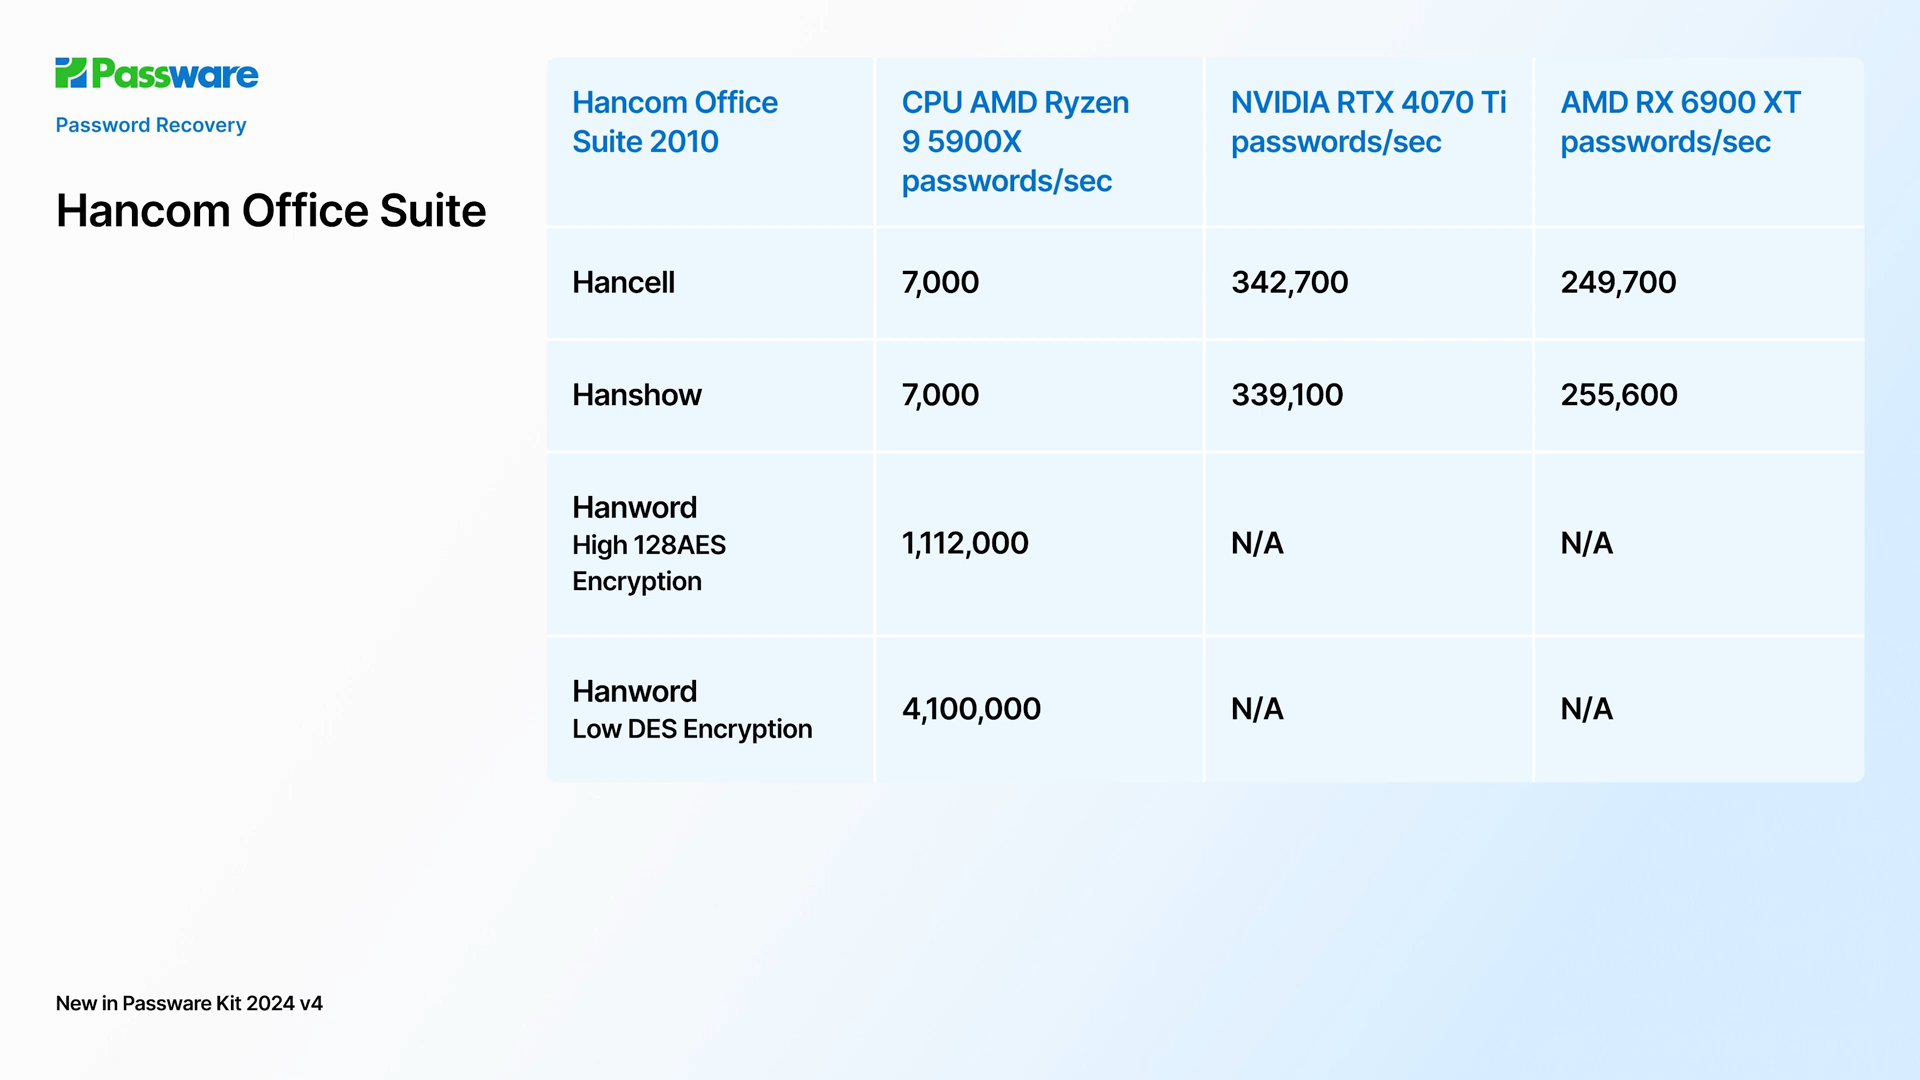 Passware
Password Recovery
Hancom Office Suite
Hancom Office
Suite 2010
CPU AMD Ryzen
9 5900X
passwords/sec
NVIDIA RTX 4070 Ti
passwords/sec
AMD RX 6900 XT
passwords/sec
Hancell
7,000
342,700
249,700
Hanshow
7,000
339,100
255,600
Hanword
High 128AES
Encryption
1,112,000
N/A
N/A
Hanword
Low DES Encryption
4,100,000
N/A
N/A
New in Passware Kit 2024 v4